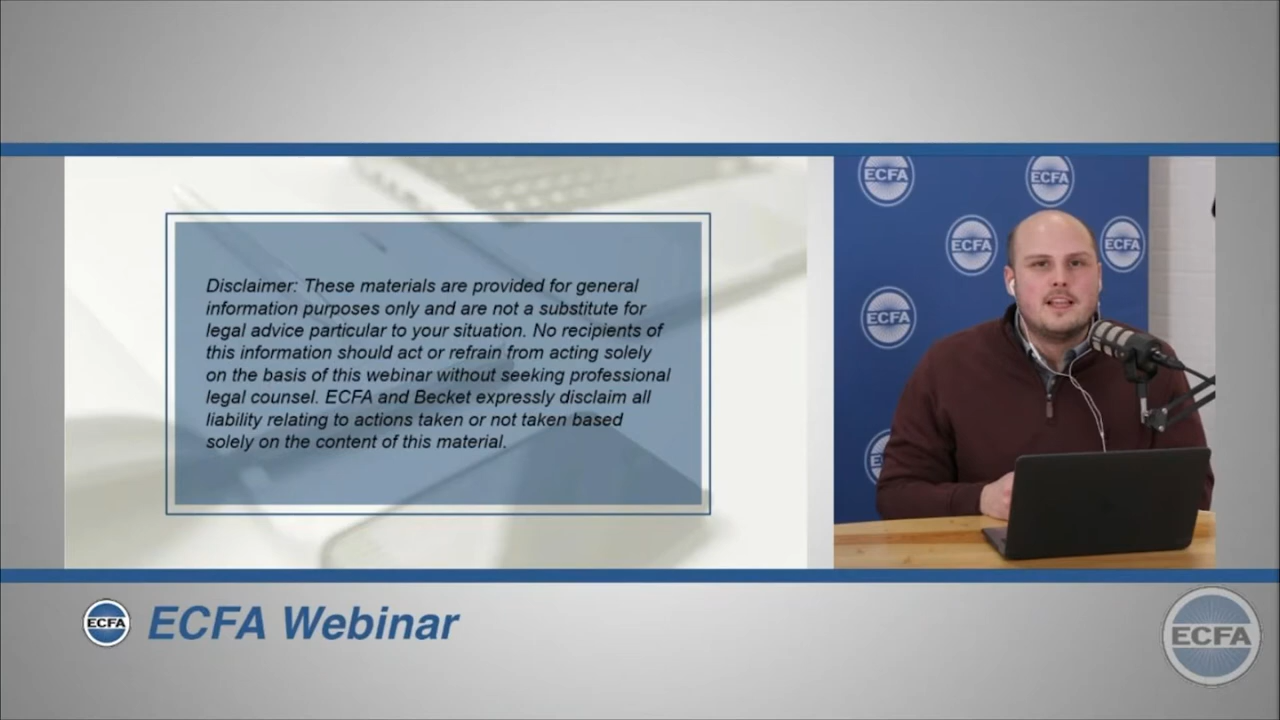 Disclaimer: These materials are provided for general
information purposes only and are not a substitute for
legal advice particular to your situation. No recipients of
this information should act or refrain from acting solely
on the basis of this webinar without seeking professional
legal counsel. ECFA and Becket expressly disclaim all
liability relating to actions taken or not taken based
solely on the content of this material.
ECFA
ECFA
ECFA
ECFA
ECFA
ECFA
ECFA
ECFA Webinar
ECFA